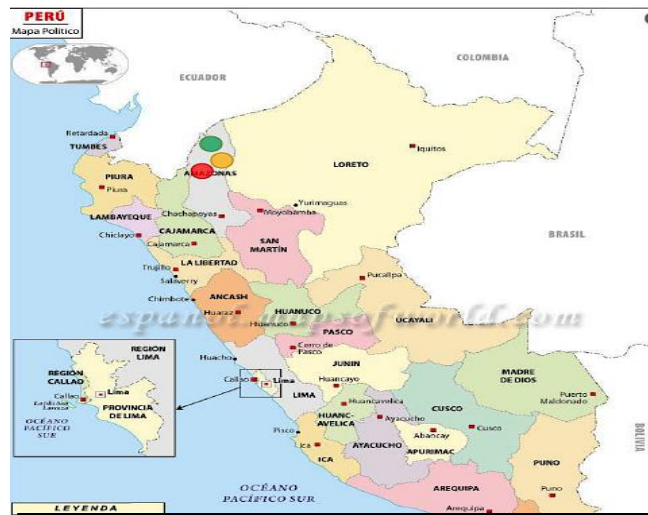 PERÚ
Mapa Político
COLOMBIA
ECUADOR
Retardada
TUMBES
Iquitos
LORETO
AMAZONAS
PIURA
Piura
Yurimaguas
Chachapoyas
Moyobamba
LAMBAYEQUE
CAJAMARCA
Chiclayo
Cajamarca
SAN
MARTÍN
BRASIL
LA LIBERTAD
Trujillo
Salaverry
Pucallpa
Chimbote
ANCASH
Huaraz
HUANUCO
Huenuco
UCAYALI
espanol.mapsofworld.com
PASCO
Cerro de
Pasco
Huacho
JUNIN
MADRE
DE DIOS
REGIÓN
LIMA
REGIÓN
CALLAO
Callao
Lima
PROVINCIA
DE LIMA
OCÉANO
PACÍFICO
SUR
Callao
Lima
LIMA
Huancayo
Huancavelica
HUANC-
AVELICA
Ayacucho
CUSCO
Cusco
Puerto
Maldonado
Pisco
Ica
ICA
AYACUCHO
Abancay
APURIMAC
PUNO
Puno
BOLIVIA
OCÉANO
PACÍFICO SUR
AREQUIPA
Arequipa
LEYENDA